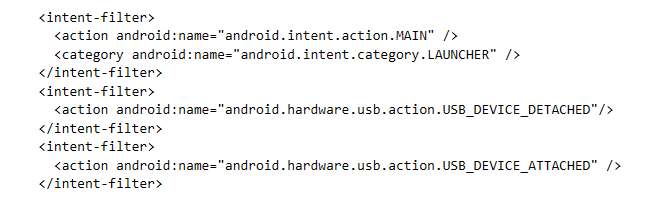 <intent-filter>
<action android:name="android.intent.action.MAIN" />
<category android:name="android.intent.category.LAUNCHER" />
</intent-filter>
<intent-filter>
<action android:name="android.hardware.usb.action.USB_DEVICE_DETACHED"/>
</intent-filter>
<intent-filter>
<action android:name="android.hardware.usb.action.USB_DEVICE_ATTACHED" />
</intent-filter>